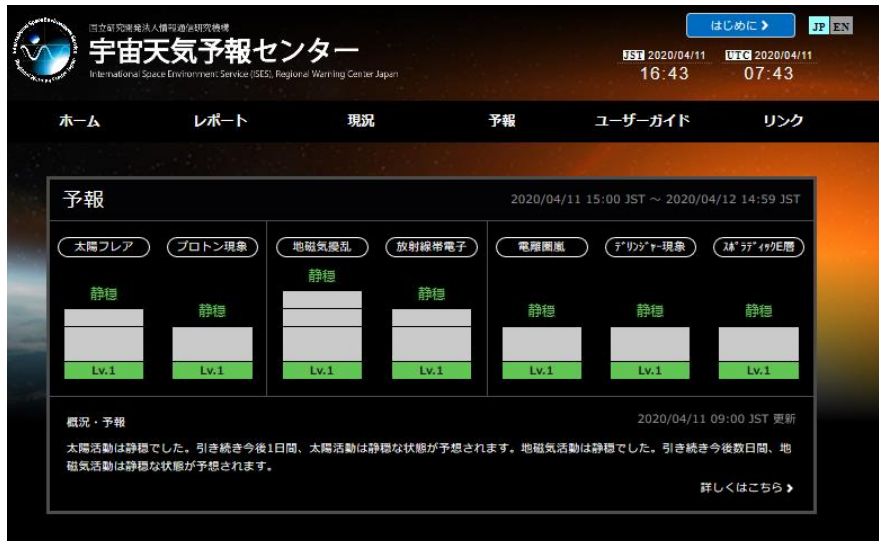 国立研究開発法人情報通信研究機構
宇宙天気予報センター
International Space Environment Service (ISES), Regional Warning Center Japan
はじめに
JP EN
JST 2020/04/11 UTC 2020/04/11
16:43 07:43
ホーム レポート 現況 予報 ユーザーガイド リンク
予報 2020/04/11 15:00 JST ～ 2020/04/12 14:59 JST
太陽フレア プロトン現象 地磁気擾乱 放射線帯電子 電離圏嵐 ﾃﾞﾘﾝｼﾞｬｰ現象 ｽﾎﾟﾗﾃﾞｨｯｸE層
静穏 静穏 静穏 静穏 静穏 静穏 静穏
Lv.1 Lv.1 Lv.1 Lv.1 Lv.1 Lv.1 Lv.1
概況・予報 2020/04/11 09:00 JST 更新
太陽活動は静穏でした。引き続き今後1日間、太陽活動は静穏な状態が予想されます。地磁気活動は静穏でした。引き続き今後数日間、地
磁気活動は静穏な状態が予想されます。
詳しくはこちら